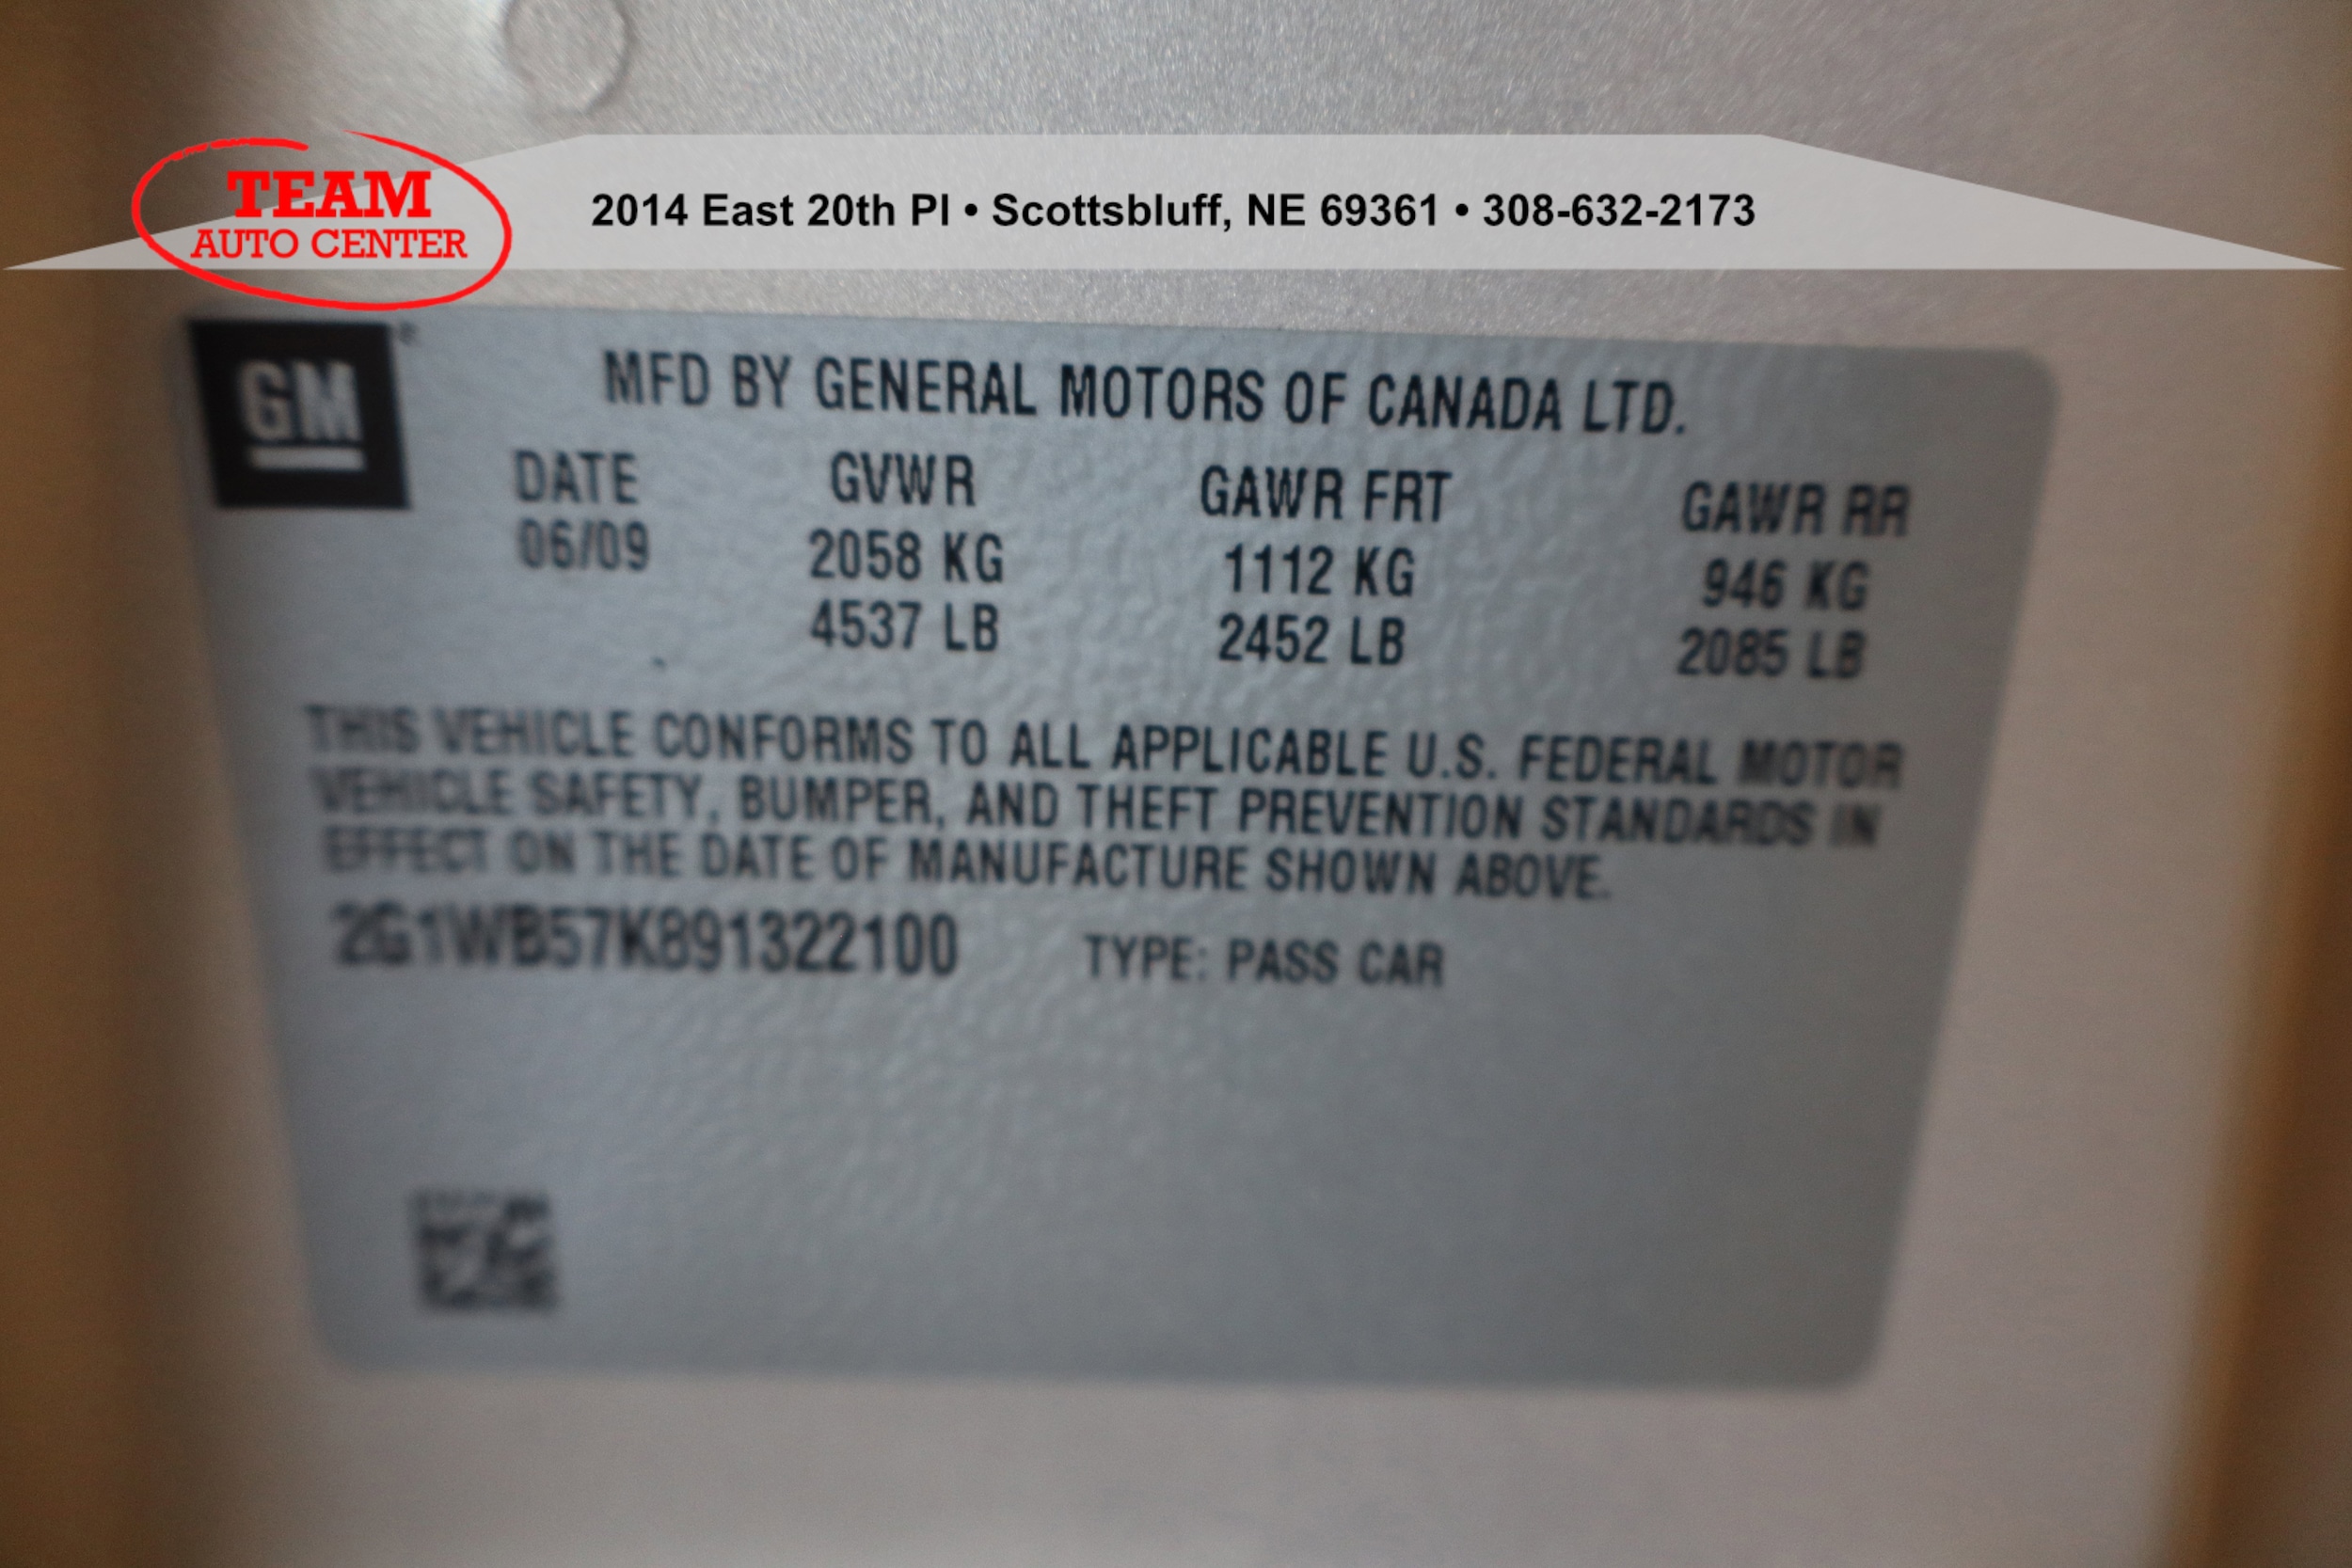 TEAM
AUTO CENTER
2014 East 20th Pl • Scottsbluff, NE 69361 • 308-632-2173
GM
MFD BY GENERAL MOTORS OF CANADA LTD.
DATE GVWR GAWR FRT GAWR RR
06/09 2058 KG 1112 KG 946 KG
4537 LB 2452 LB 2085 LB
THIS VEHICLE CONFORMS TO ALL APPLICABLE U.S. FEDERAL MOTOR
VEHICLE SAFETY, BUMPER, AND THEFT PREVENTION STANDARDS IN
EFFECT ON THE DATE OF MANUFACTURE SHOWN ABOVE.
2G1WB57K891322100 TYPE: PASS CAR